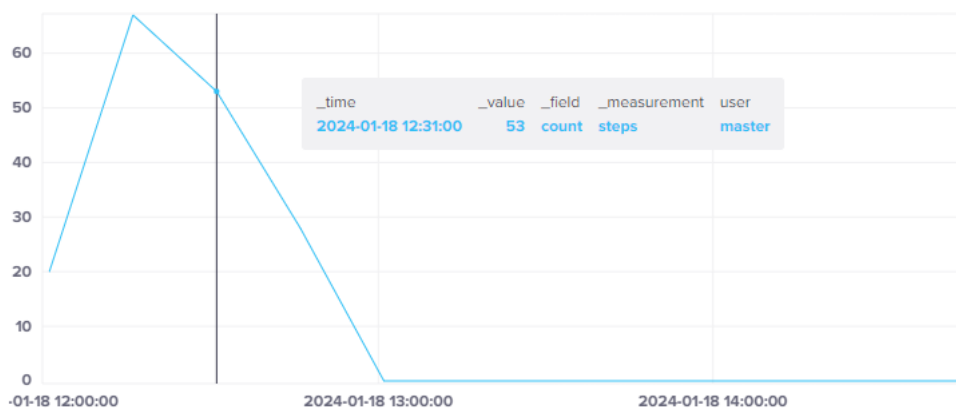 60
50
40
30
20
10
0
_time _value _field _measurement user
2024-01-18 12:31:00 53 count steps master
-01-18 12:00:00 2024-01-18 13:00:00 2024-01-18 14:00:00